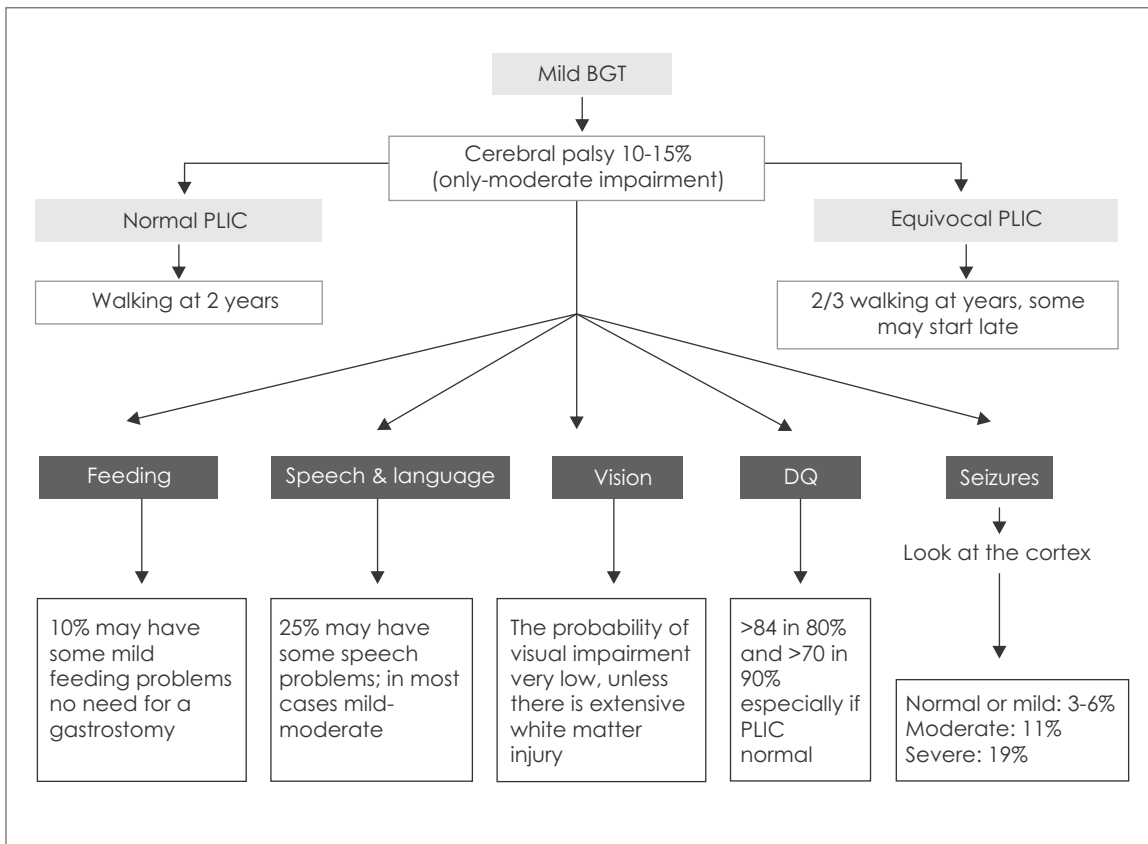 Mild BGT
Cerebral palsy 10-15%
(only-moderate impairment)
Normal PLIC
Equivocal PLIC
Walking at 2 years
2/3 walking at years, some
may start late
Feeding
Speech & language
Vision
DQ
Seizures
Look at the cortex
10% may have
some mild
feeding problems
no need for a
gastrostomy
25% may have
some speech
problems; in most
cases mild-
moderate
The probability of
visual impairment
very low, unless
there is extensive
white matter
injury
>84 in 80%
and >70 in
90%
especially if
PLIC
normal
Normal or mild: 3-6%
Moderate: 11%
Severe: 19%